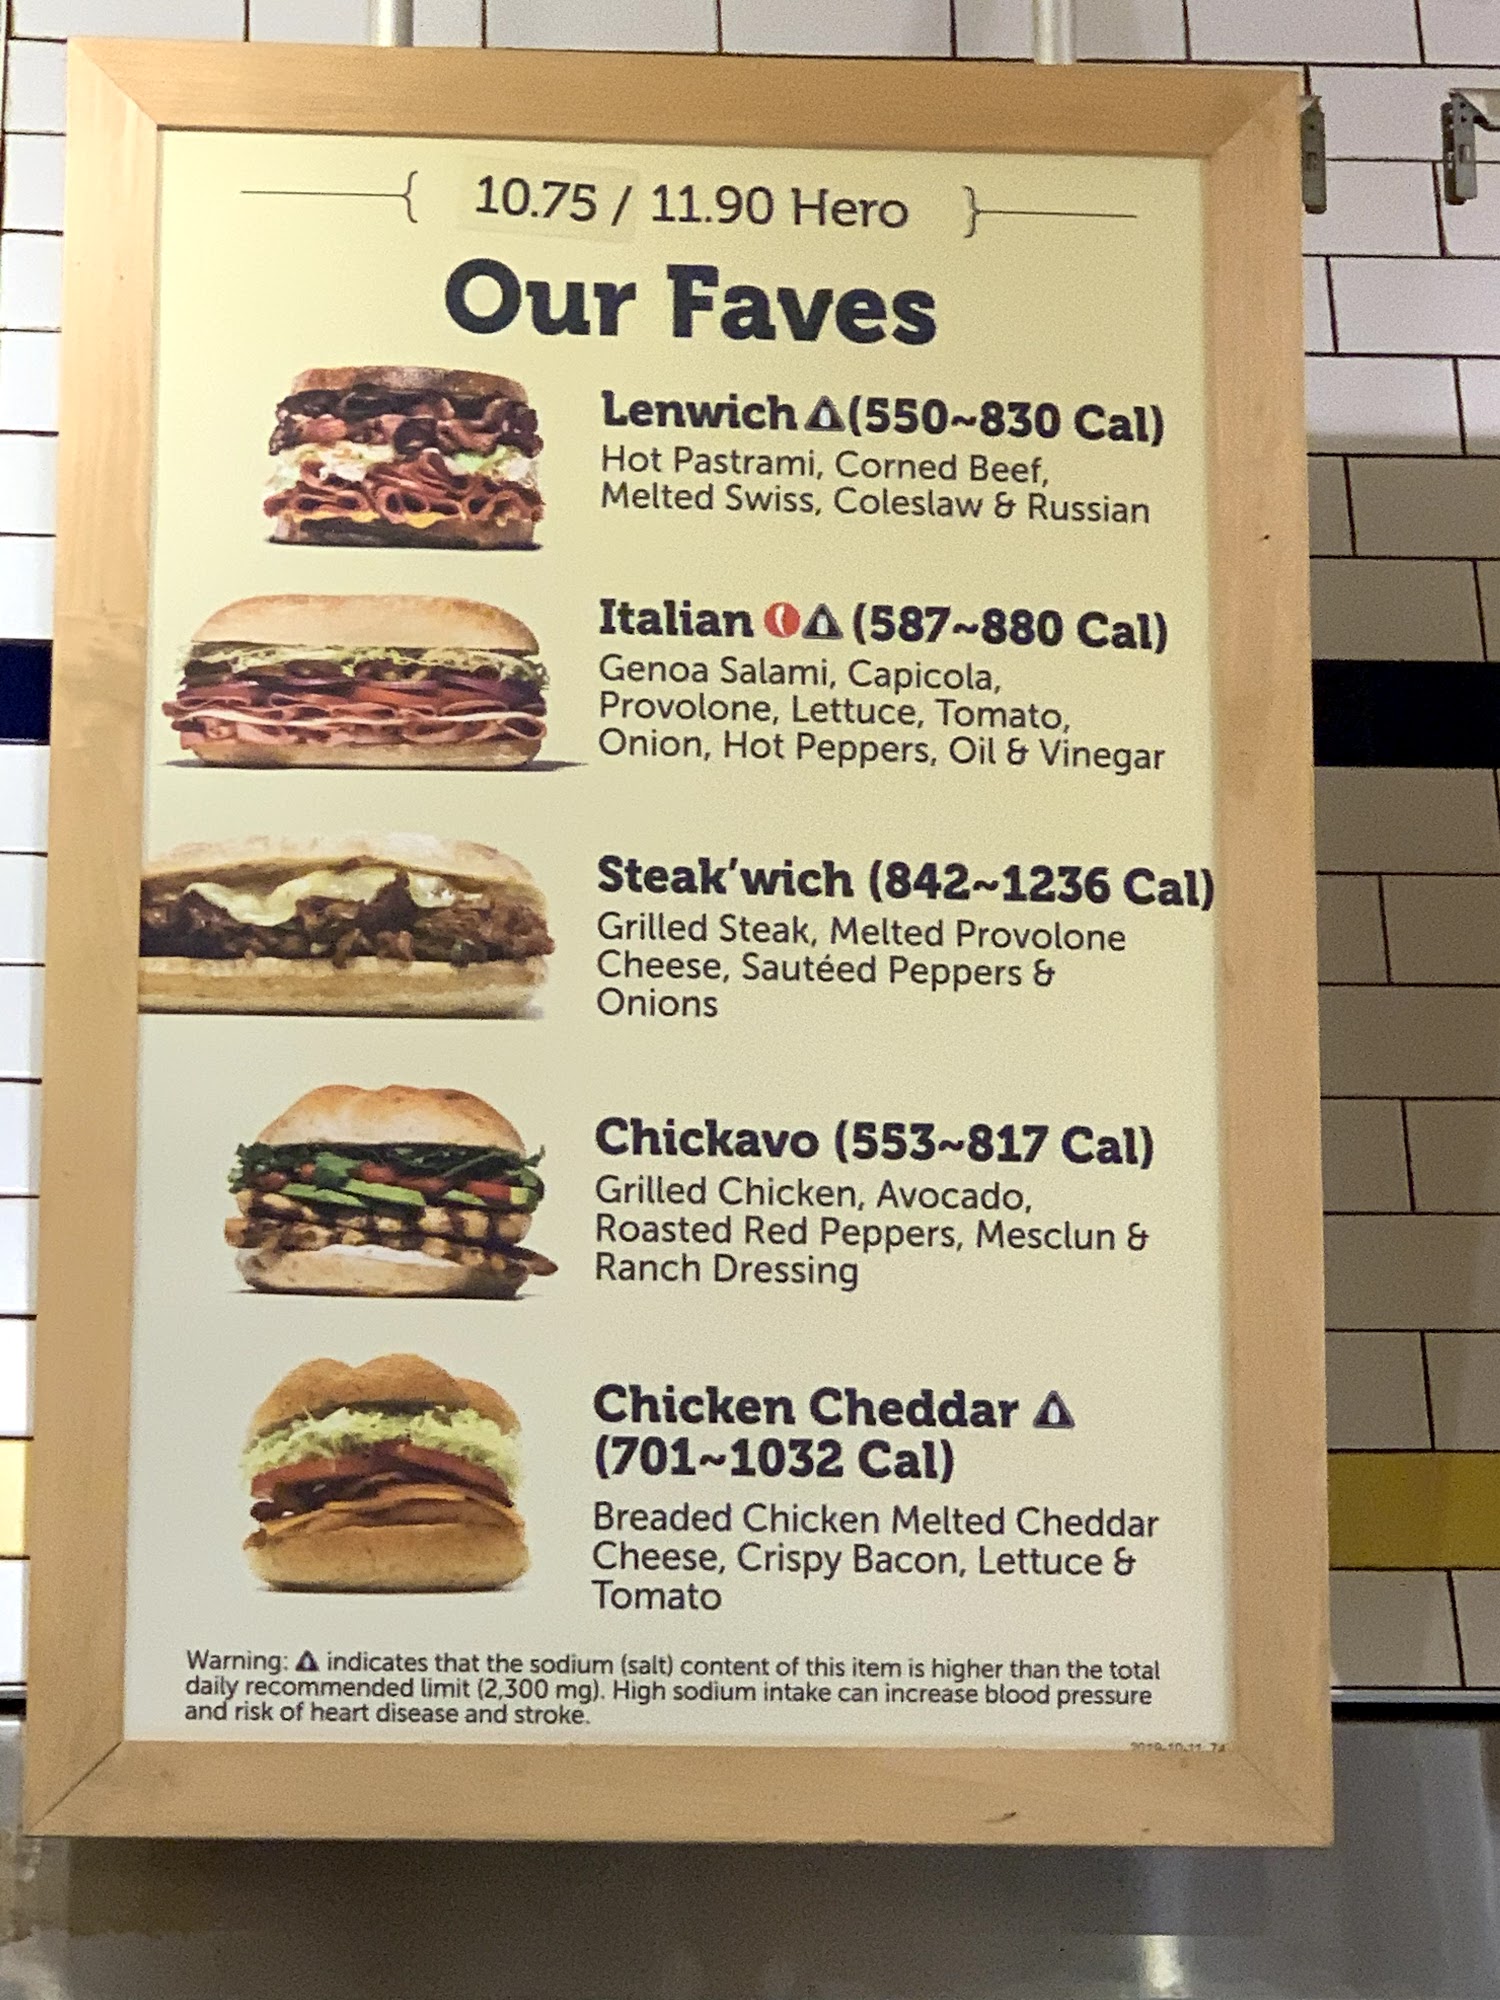 10.75 / 11.90 Hero
Our Faves
Lenwich (550~830 Cal)
Hot Pastrami, Corned Beef,
Melted Swiss, Coleslaw & Russian
Italian (587~880 Cal)
Genoa Salami, Capicola,
Provolone, Lettuce, Tomato,
Onion, Hot Peppers, Oil & Vinegar
Steak'wich (842~1236 Cal)
Grilled Steak, Melted Provolone
Cheese, Sautéed Peppers &
Onions
Chickavo (553~817 Cal)
Grilled Chicken, Avocado,
Roasted Red Peppers, Mesclun &
Ranch Dressing
Chicken Cheddar
(701~1032 Cal)
Breaded Chicken Melted Cheddar
Cheese, Crispy Bacon, Lettuce &
Tomato
Warning: indicates that the sodium (salt) content of this item is higher than the total
daily recommended limit (2,300 mg). High sodium intake can increase blood pressure
and risk of heart disease and stroke.